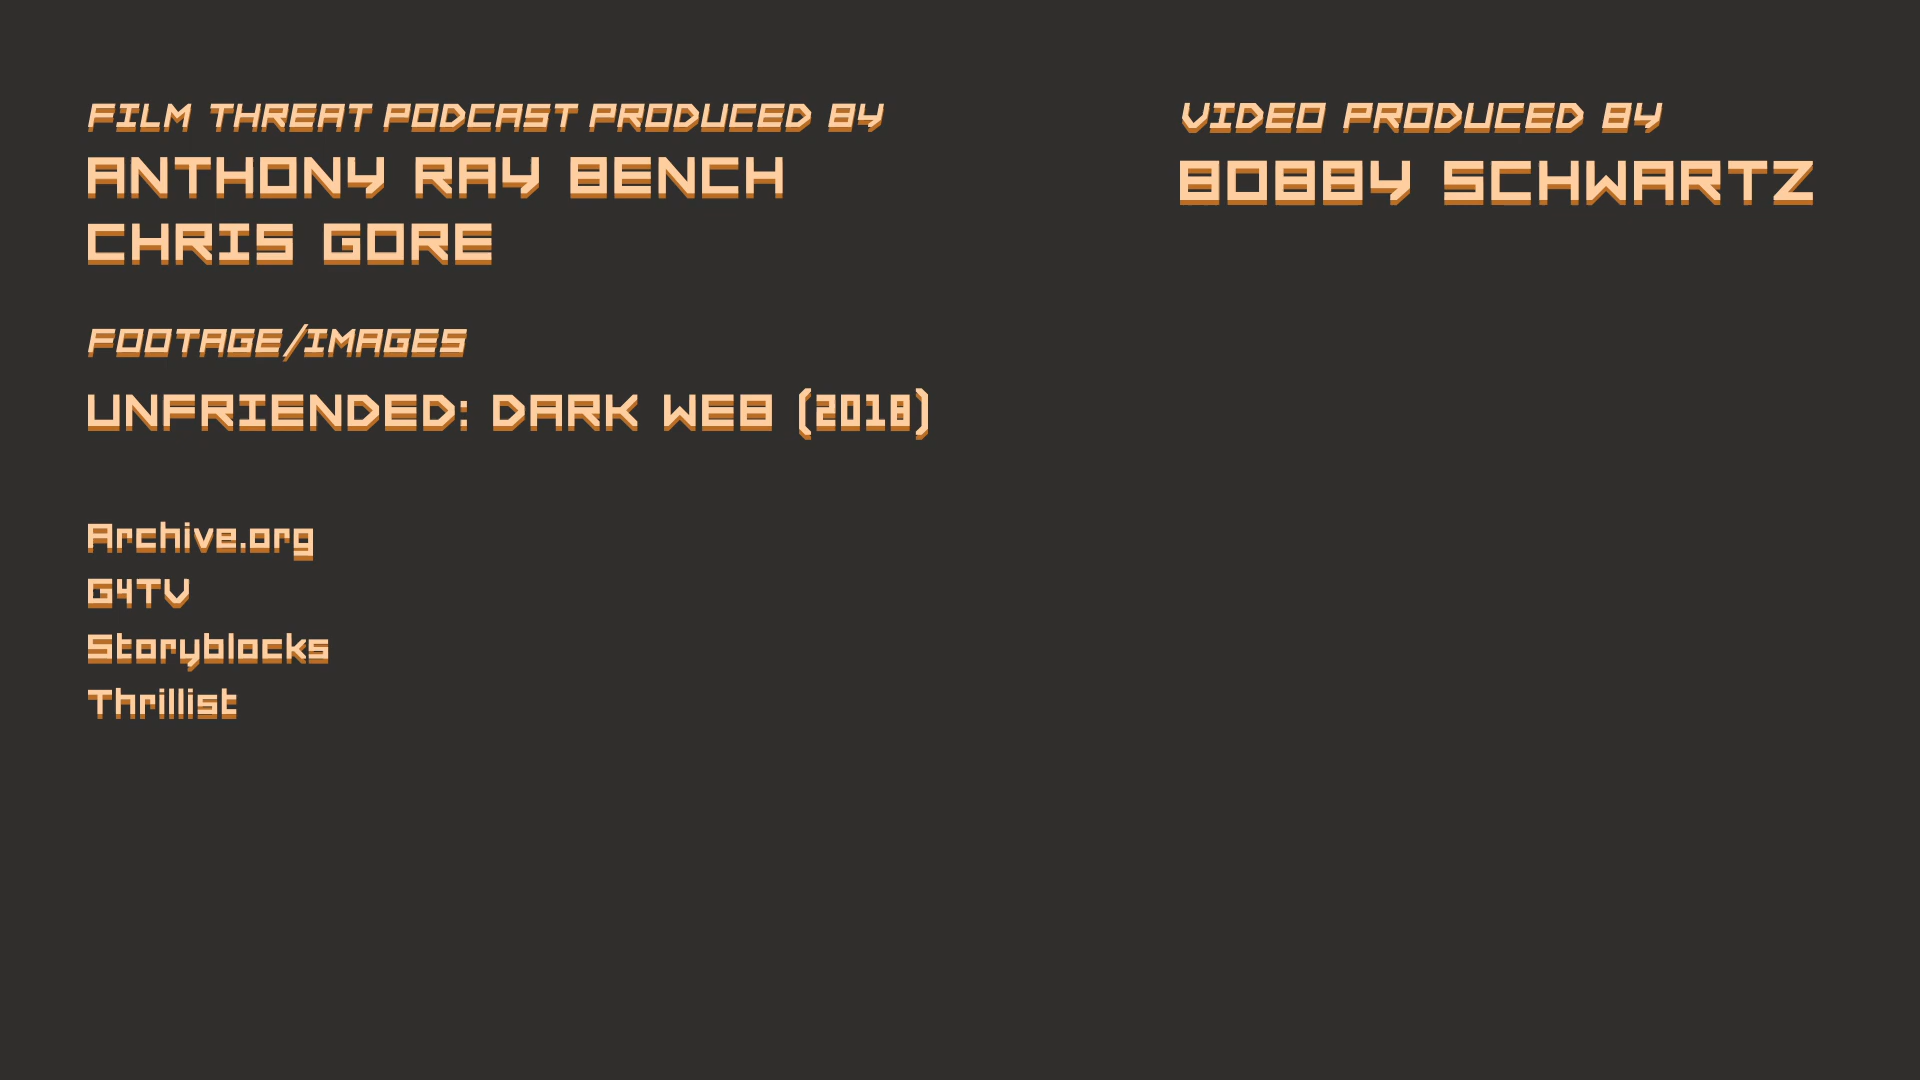 FILM THREAT PODCAST PRODUCED BY
ANTHONY RAY BENCH
CHRIS GORE
FOOTAGE/IMAGES
UNFRIENDED: DARK WEB (2018)
Archive.org
G4TV
Storyblocks
Thrillist
VIDEO PRODUCED BY
BOBBY SCHWARTZ